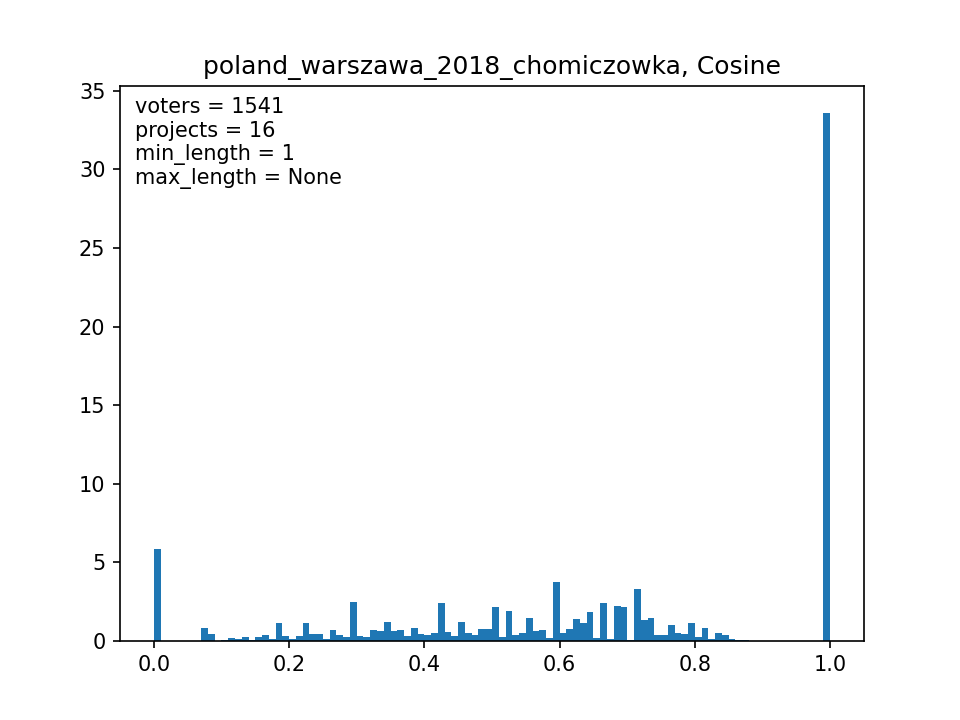 poland_warszawa_2018_chomiczowka, Cosine
voters = 1541
projects = 16
min_length = 1
max_length = None
35
30
25
20
15
10
5
0
0.0 0.2 0.4 0.6 0.8 1.0